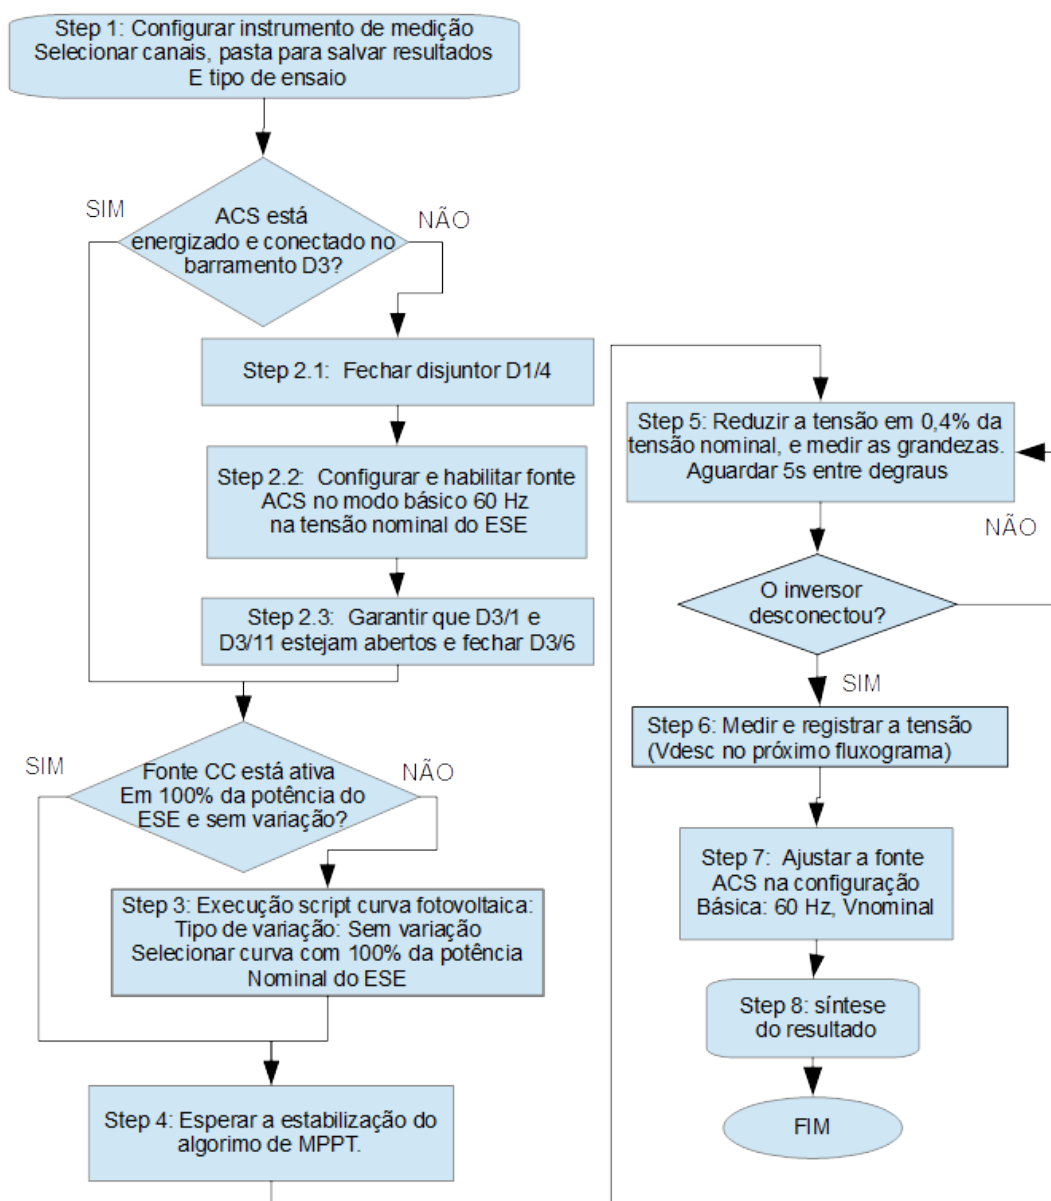 Step 1: Configurar instrumento de medição
Selecionar canais, pasta para salvar resultados
E tipo de ensaio
SIM
NÃO
ACS está
energizado e conectado no
barramento D3?
Step 2.1: Fechar disjuntor D1/4
Step 2.2: Configurar e habilitar fonte
ACS no modo básico 60 Hz
na tensão nominal do ESE
Step 2.3: Garantir que D3/1 e
D3/11 estejam abertos e fechar D3/6
SIM
NÃO
Fonte CC está ativa
Em 100% da potência do
ESE e sem variação?
Step 3: Execução script curva fotovoltaica:
Tipo de variação: Sem variação
Selecionar curva com 100% da potência
Nominal do ESE
Step 4: Esperar a estabilização do
algorimo de MPPT.
Step 5: Reduzir a tensão em 0,4% da
tensão nominal, e medir as grandezas.
Aguardar 5s entre degraus
NÃO
O inversor
desconectou?
SIM
Step 6: Medir e registrar a tensão
(Vdesc no próximo fluxograma)
Step 7: Ajustar a fonte
ACS na configuração
Básica: 60 Hz, Vnominal
Step 8: síntese
do resultado
FIM